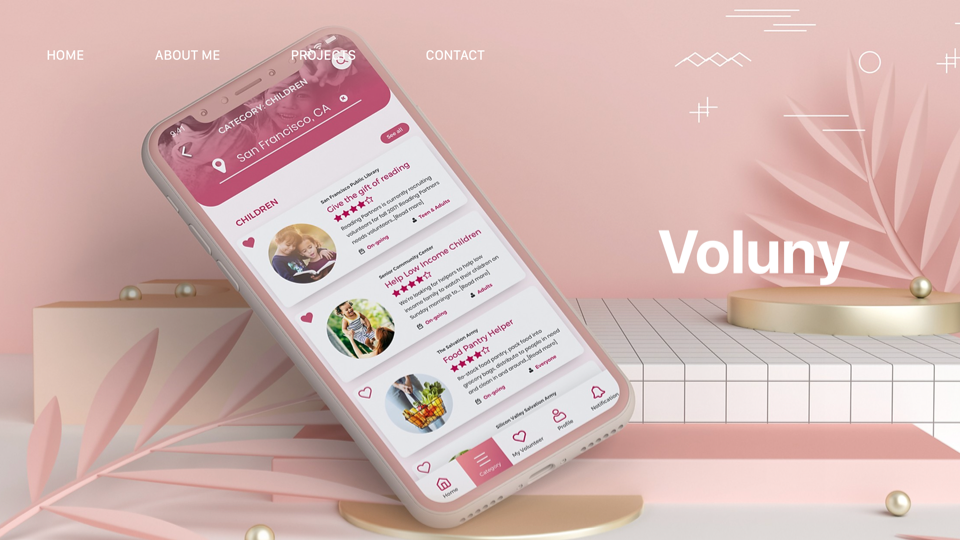 HOME
ABOUT ME
PROJECTS
CONTACT
9:41
CATEGORY: CHILDREN
San Francisco, CA
See all
CHILDREN
San Francisco Public Library
Give the gift of reading
Reading Partners is currently recruiting
volunteers for fall 2017! Reading Partners
needs volunteers...[Read more]
On-going
Teen & Adults
Senior Community Center
Help Low Income Children
We're looking for helpers to help low
income family to watch their children on
Sunday mornings to...[Read more]
On-going
Adults
The Salvation Army
Food Pantry Helper
Re-stock food pantry, pack food into
grocery bags, distribute to people in need
and clean in and around...[Read more]
On-going
Everyone
Silicon Valley Salvation Army
Home
Category
My Volunteer
Profile
Notification
Voluny